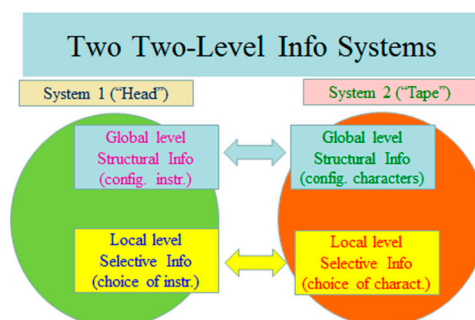 Two Two-Level Info Systems
System 1 (“Head”)
System 2 (“Tape”)
Global level
Structural Info
(config. instr.)
Global level
Structural Info
(config. characters)
Local level
Selective Info
(choice of instr.)
Local level
Selective Info
(choice of charact.)